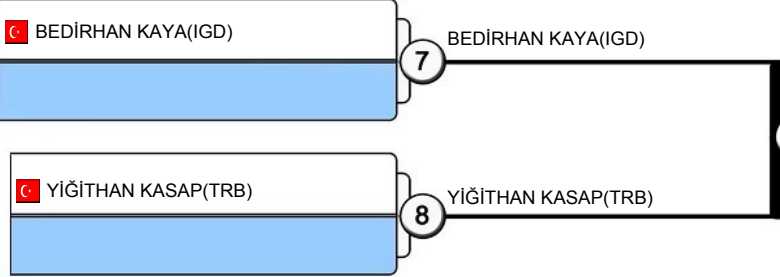 BEDİRHAN KAYA(IGD)
7
BEDİRHAN KAYA(IGD)
YİĞİTHAN KASAP(TRB)
8
YİĞİTHAN KASAP(TRB)